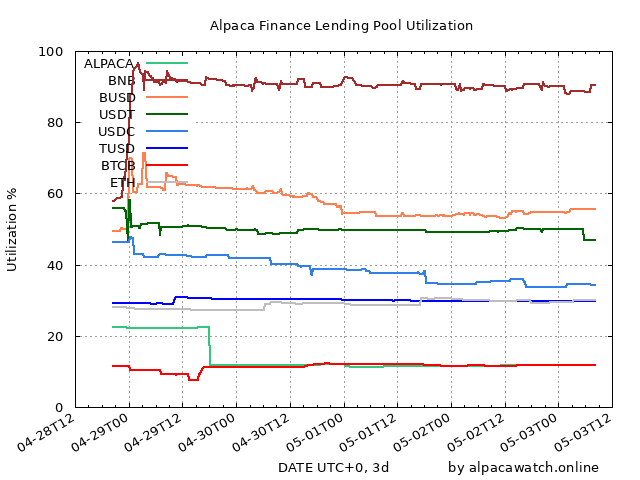 Alpaca Finance Lending Pool Utilization
Utilization %
100
80
60
40
20
0
ALPACA
BNB
BUSD
USDT
USDC
TUSD
BTCB
ETH
04-28T12
04-29T00
04-29T12
04-30T00
04-30T12
05-01T00
05-01T12
05-02T00
05-02T12
05-03T00
05-03T12
DATE UTC+0, 3d
by alpacawatch.online